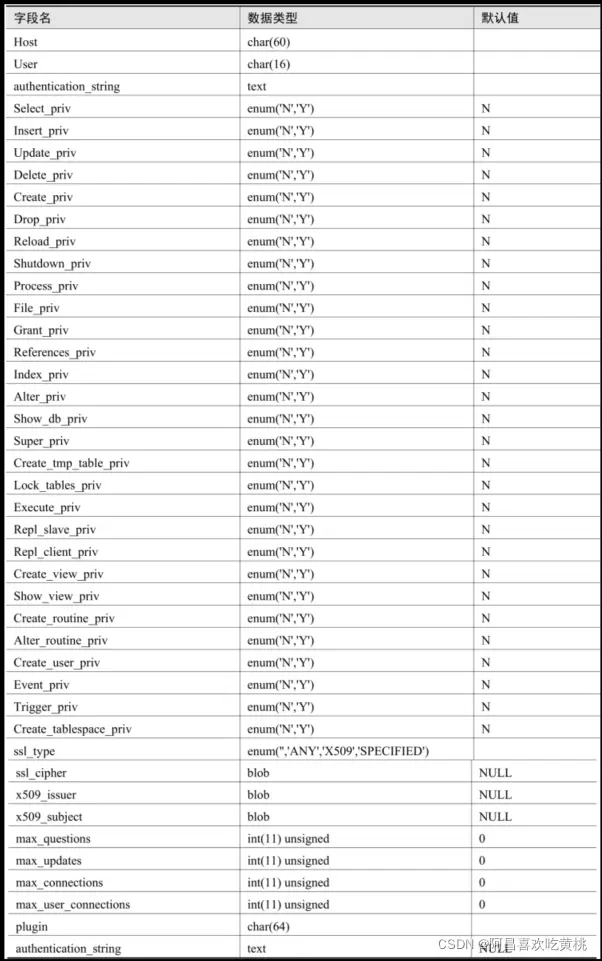 字段名 数据类型 默认值
Host char(60)
User char(16)
authentication_string text
Select_priv enum('N','Y') N
Insert_priv enum('N','Y') N
Update_priv enum('N','Y') N
Delete_priv enum('N','Y') N
Create_priv enum('N','Y') N
Drop_priv enum('N','Y') N
Reload_priv enum('N','Y') N
Shutdown_priv enum('N','Y') N
Process_priv enum('N','Y') N
File_priv enum('N','Y') N
Grant_priv enum('N','Y') N
References_priv enum('N','Y') N
Index_priv enum('N','Y') N
Alter_priv enum('N','Y') N
Show_db_priv enum('N','Y') N
Super_priv enum('N','Y') N
Create_tmp_table_priv enum('N','Y') N
Lock_tables_priv enum('N','Y') N
Execute_priv enum('N','Y') N
Repl_slave_priv enum('N','Y') N
Repl_client_priv enum('N','Y') N
Create_view_priv enum('N','Y') N
Show_view_priv enum('N','Y') N
Create_routine_priv enum('N','Y') N
Alter_routine_priv enum('N','Y') N
Create_user_priv enum('N','Y') N
Event_priv enum('N','Y') N
Trigger_priv enum('N','Y') N
Create_tablespace_priv enum('N','Y') N
ssl_type enum('','ANY','X509','SPECIFIED')
ssl_cipher blob NULL
x509_issuer blob NULL
x509_subject blob NULL
max_questions int(11) unsigned 0
max_updates int(11) unsigned 0
max_connections int(11) unsigned 0
max_user_connections int(11) unsigned 0
plugin char(64)
authentication_string text NULL
CSDN @阿昌喜欢吃黄桃